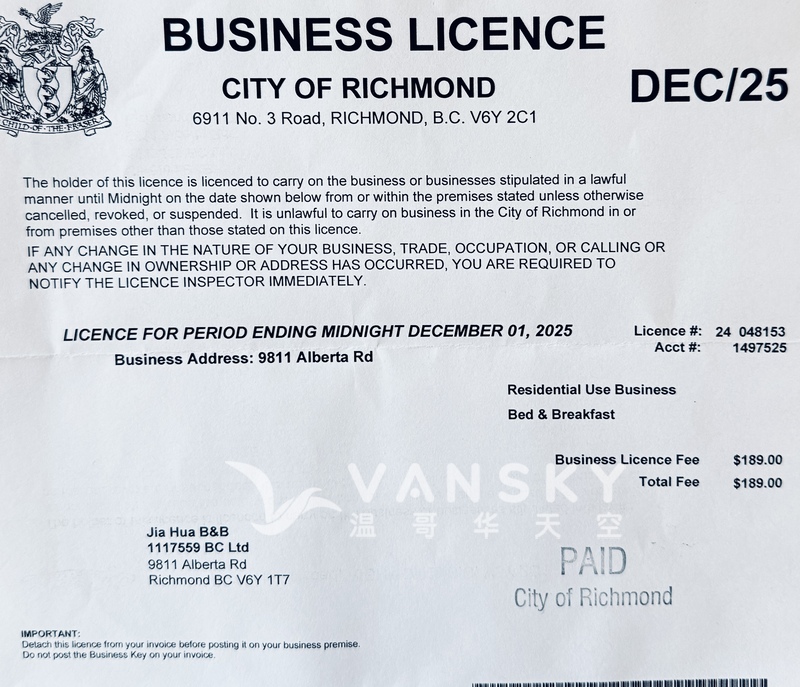 BUSINESS LICENCE
CITY OF RICHMOND
DEC/25
6911 No. 3 Road, RICHMOND, B.C. V6Y 2C1
CHILD·OF·THE·FRASER
The holder of this licence is licenced to carry on the business or businesses stipulated in a lawful
manner until Midnight on the date shown below from or within the premises stated unless otherwise
cancelled, revoked, or suspended. It is unlawful to carry on business in the City of Richmond in or
from premises other than those stated on this licence.
IF ANY CHANGE IN THE NATURE OF YOUR BUSINESS, TRADE, OCCUPATION, OR CALLING OR
ANY CHANGE IN OWNERSHIP OR ADDRESS HAS OCCURRED, YOU ARE REQUIRED TO
NOTIFY THE LICENCE INSPECTOR IMMEDIATELY.
LICENCE FOR PERIOD ENDING MIDNIGHT DECEMBER 01, 2025
Licence #: 24 048153
Business Address: 9811 Alberta Rd
Acct #: 1497525
Residential Use Business
Bed & Breakfast
Business Licence Fee $189.00
Total Fee $189.00
VANSKY
温哥华天空
Jia Hua B&B
1117559 BC Ltd
9811 Alberta Rd
Richmond BC V6Y 1T7
PAID
City of Richmond
IMPORTANT:
Detach this licence from your invoice before posting it on your business premise.
Do not post the Business Key on your invoice.